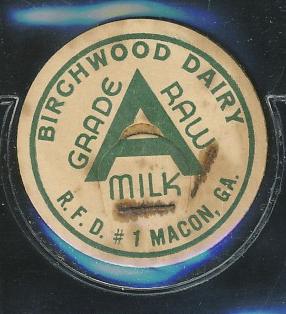 BIRCHWOOD DAIRY
GRADE A RAW
MILK
R.F.D. #1 MACON, GA.